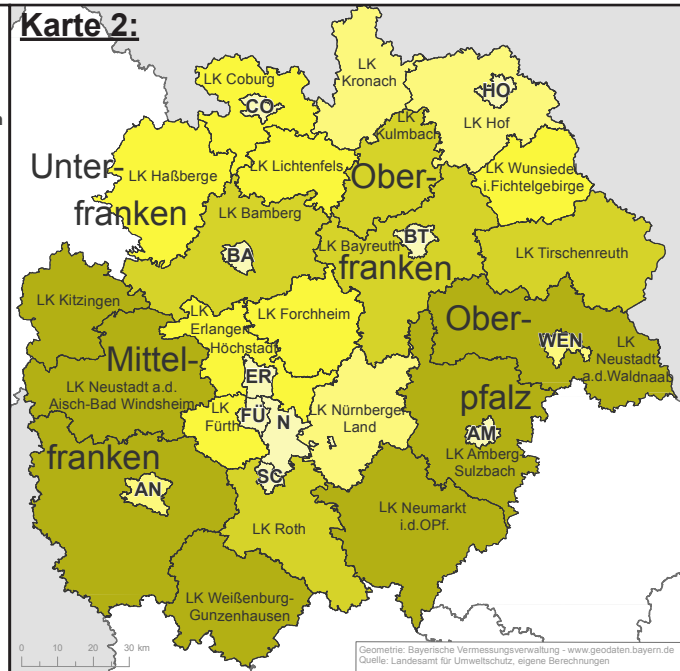 Karte 2:
LK
Kronach
LK Coburg
CO
HO
LK Hof
LK
Kulmbach
Unter-
franken
LK Haßberge
LK Lichtenfels
Ober-
franken
LK Wunsiedel
i.Fichtelgebirge
LK Bamberg
BA
LK Bayreuth
BT
LK Tirschenreuth
LK Kitzingen
LK
Erlangen
Höchstadt
LK Forchheim
Ober-
pfalz
WEN
LK
Neustadt
a.d.Waldnaab
Mittel-
franken
LK Neustadt a.d.
Aisch-Bad Windsheim
ER
LK
Fürth
FÜ
N
LK Nürnberger
Land
AM
LK Amberg-
Sulzbach
AN
SC
LK Roth
LK Neumarkt
i.d.OPf.
LK Weißenburg-
Gunzenhausen
0 10 20 30 km
Geometrie: Bayerische Vermessungsverwaltung - www.geodaten.bayern.de
Quelle: Landesamt für Umweltschutz, eigene Berechnungen